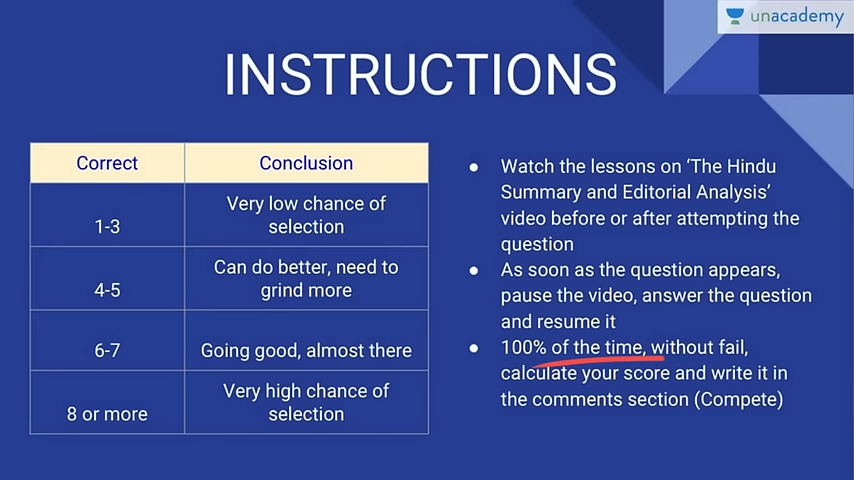 unacademy
INSTRUCTIONS
Correct
Conclusion
1-3
Very low chance of
selection
4-5
Can do better, need to
grind more
6-7
Going good, almost there
8 or more
Very high chance of
selection
● Watch the lessons on ‘The Hindu
Summary and Editorial Analysis’
video before or after attempting the
question
● As soon as the question appears,
pause the video, answer the question
and resume it
● 100% of the time, without fail,
calculate your score and write it in
the comments section (Compete)